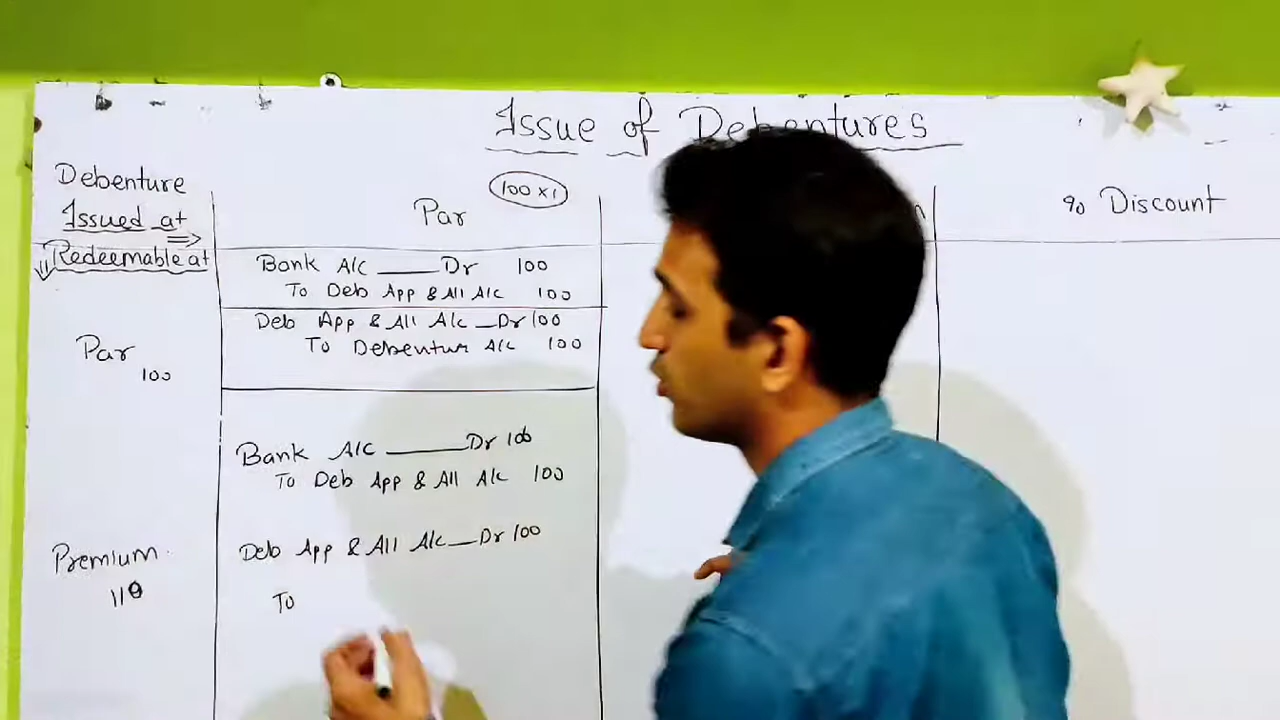 Issue of Debentures
Debenture
Issued at
Redeemable at
Par
100 x 1
% Discount
Bank A/c ____ Dr 100
To Deb App & All A/c 100
Deb App & All A/c _ Dr 100
To Debentur A/c 100
Par
100
Bank A/c ____ Dr 100
To Deb App & All A/c 100
Premium
110
Deb App & All A/c __ Dr 100
To